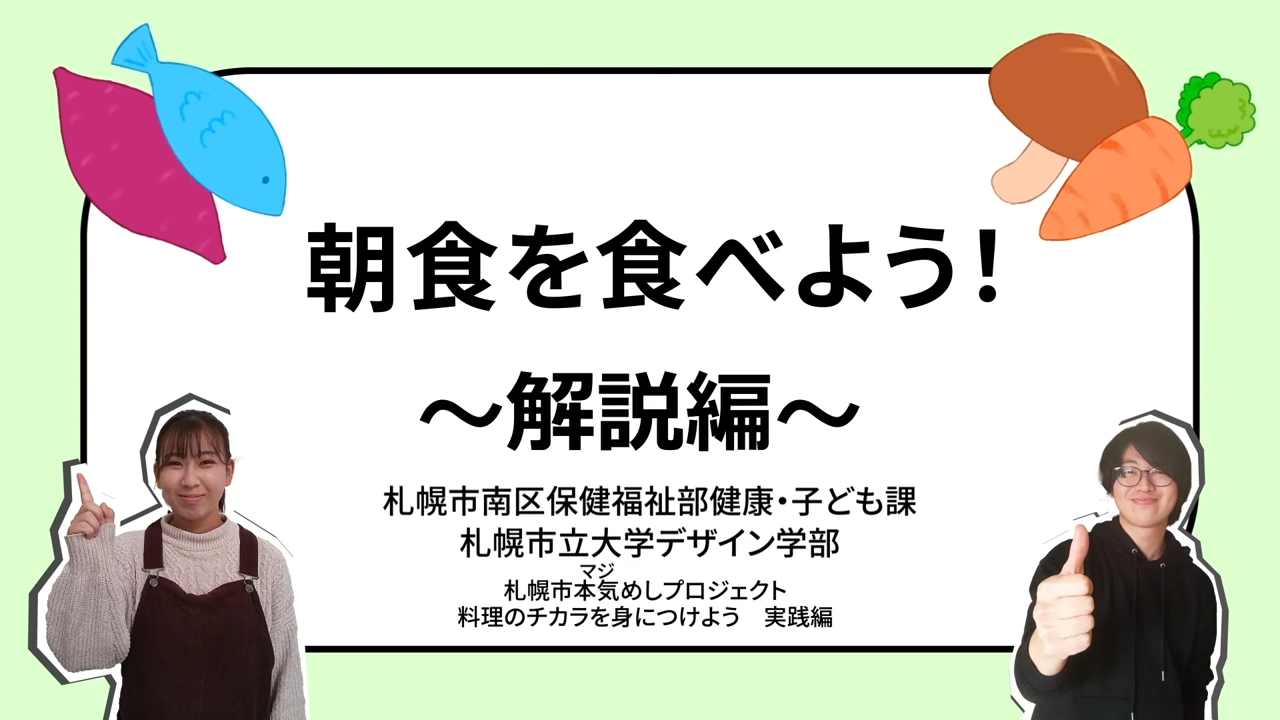 朝食を食べよう!
～解説編～
札幌市南区保健福祉部健康・子ども課
札幌市立大学デザイン学部
マジ
札幌市本気めしプロジェクト
料理のチカラを身につけよう　実践編